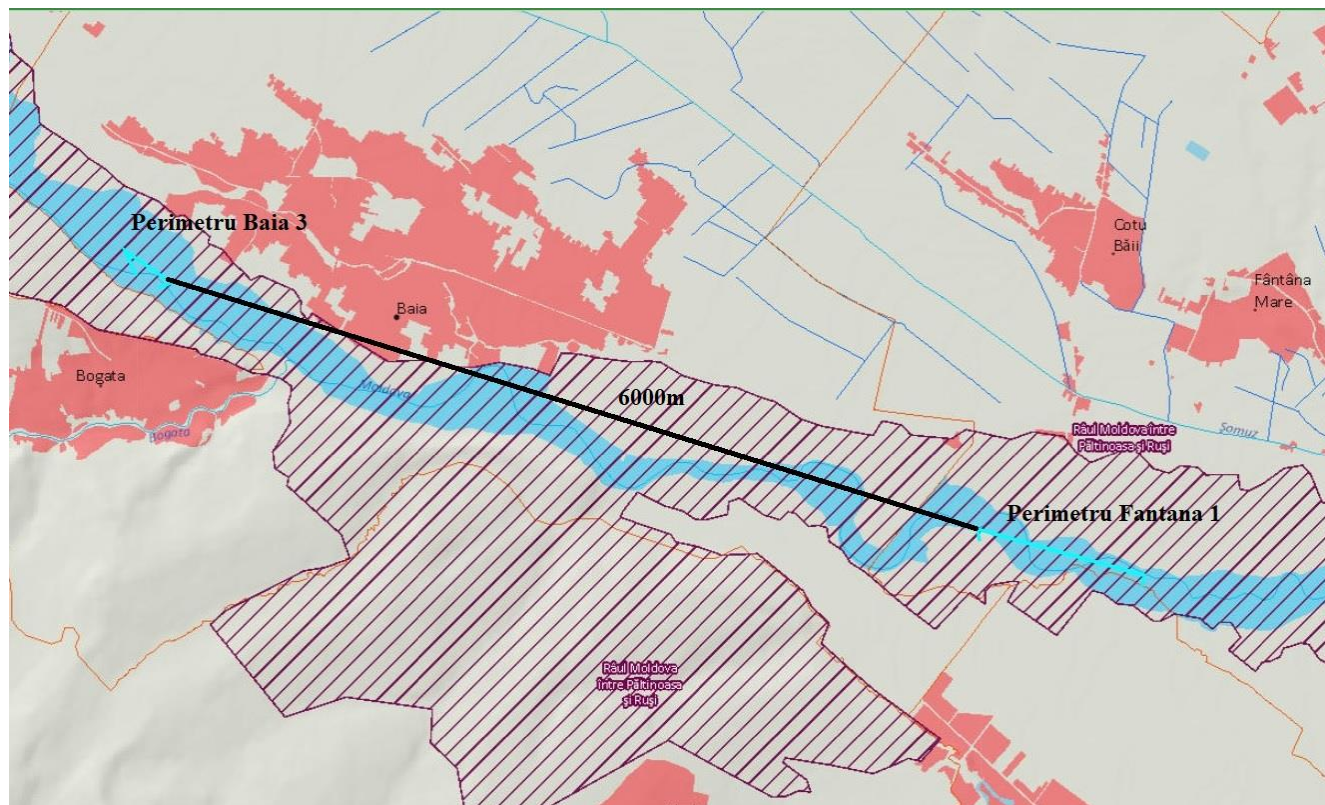 Perimetru Baia 3
Cotu
Băii
Fântâna
Mare
Baia
Bogata
Moldova
6000m
Bogata
Râul Moldova între
Păltinoasa și Ruși
Șomuz
Perimetru Fantana 1
Râul Moldova
între Păltinoasa
și Ruși